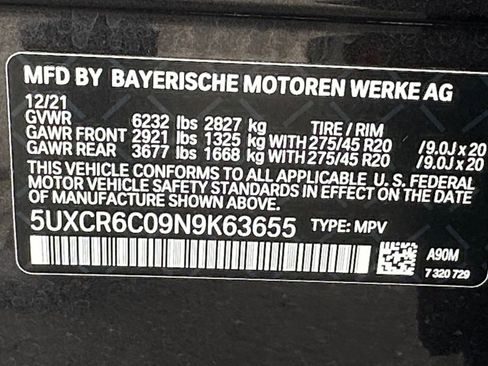 MFD BY BAYERISCHE MOTOREN WERKE AG
12/21
GVWR 6232 lbs 2827 kg TIRE / RIM
GAWR FRONT 2921 lbs 1325 kg WITH 275/45 R20 /9.0J x 20
GAWR REAR 3677 lbs 1668 kg WITH 275/45 R20 /9.0J x 20
THIS VEHICLE CONFORMS TO ALL APPLICABLE U. S. FEDERAL
MOTOR VEHICLE SAFETY STANDARDS IN EFFECT ON THE DATE
OF MANUFACTURE SHOWN ABOVE.
5UXCR6C09N9K63655 TYPE: MPV
A90M
7 320 729